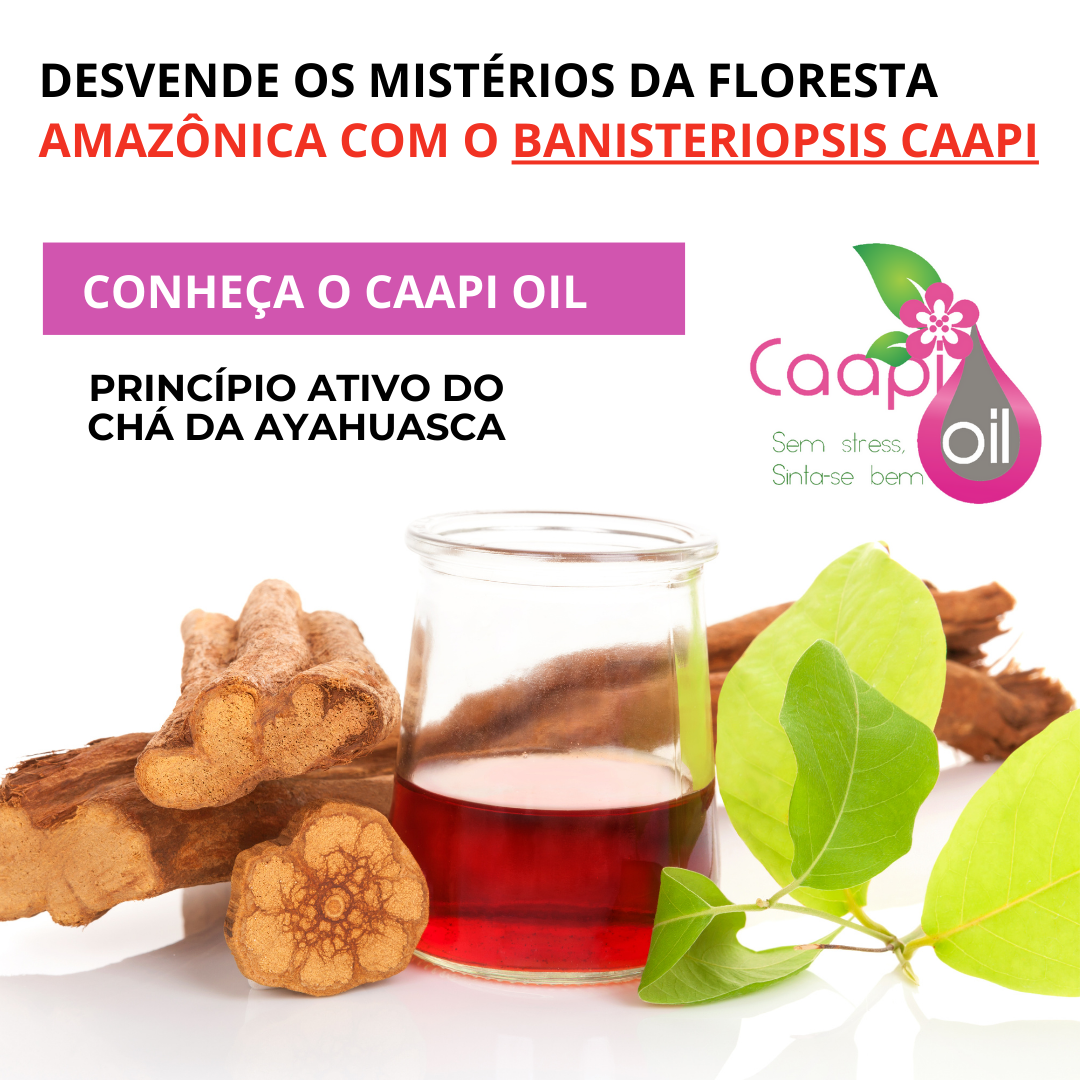 DESVENDE OS MISTÉRIOS DA FLORESTA
AMAZÔNICA COM O BANISTERIOPSIS CAAPI
CONHEÇA O CAAPI OIL
PRINCÍPIO ATIVO DO
CHÁ DA AYAHUASCA
Caapi
oil
Sem stress,
Sinta-se bem